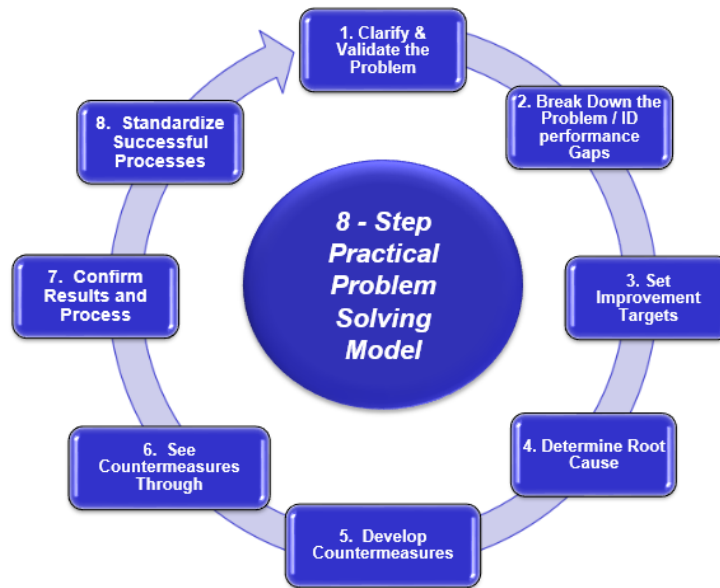 1. Clarify &
Validate the
Problem
2. Break Down the
Problem / ID
performance
Gaps
3. Set
Improvement
Targets
4. Determine Root
Cause
5. Develop
Countermeasures
6. See
Countermeasures
Through
7. Confirm
Results and
Process
8. Standardize
Successful
Processes
8 - Step
Practical
Problem
Solving
Model